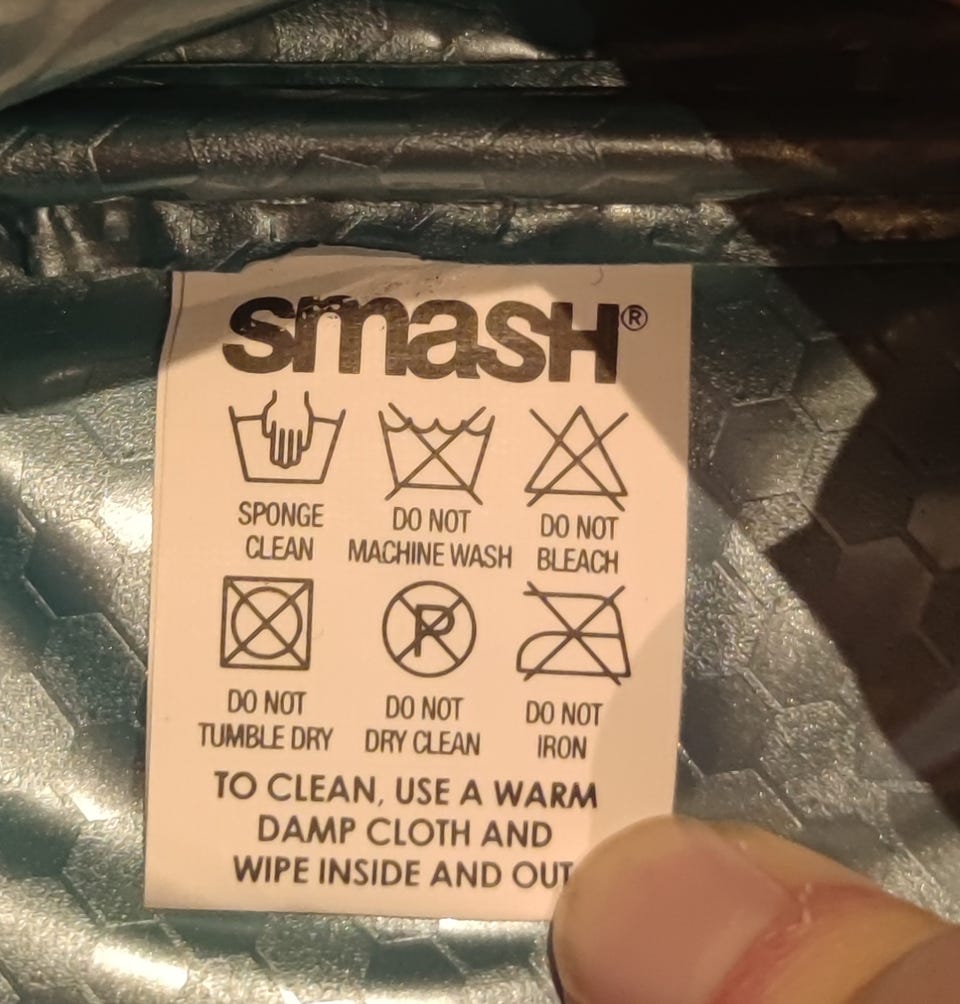 smasH®
SPONGE CLEAN
DO NOT MACHINE WASH
DO NOT BLEACH
P
DO NOT TUMBLE DRY
DO NOT DRY CLEAN
DO NOT IRON
TO CLEAN, USE A WARM
DAMP CLOTH AND
WIPE INSIDE AND OUT